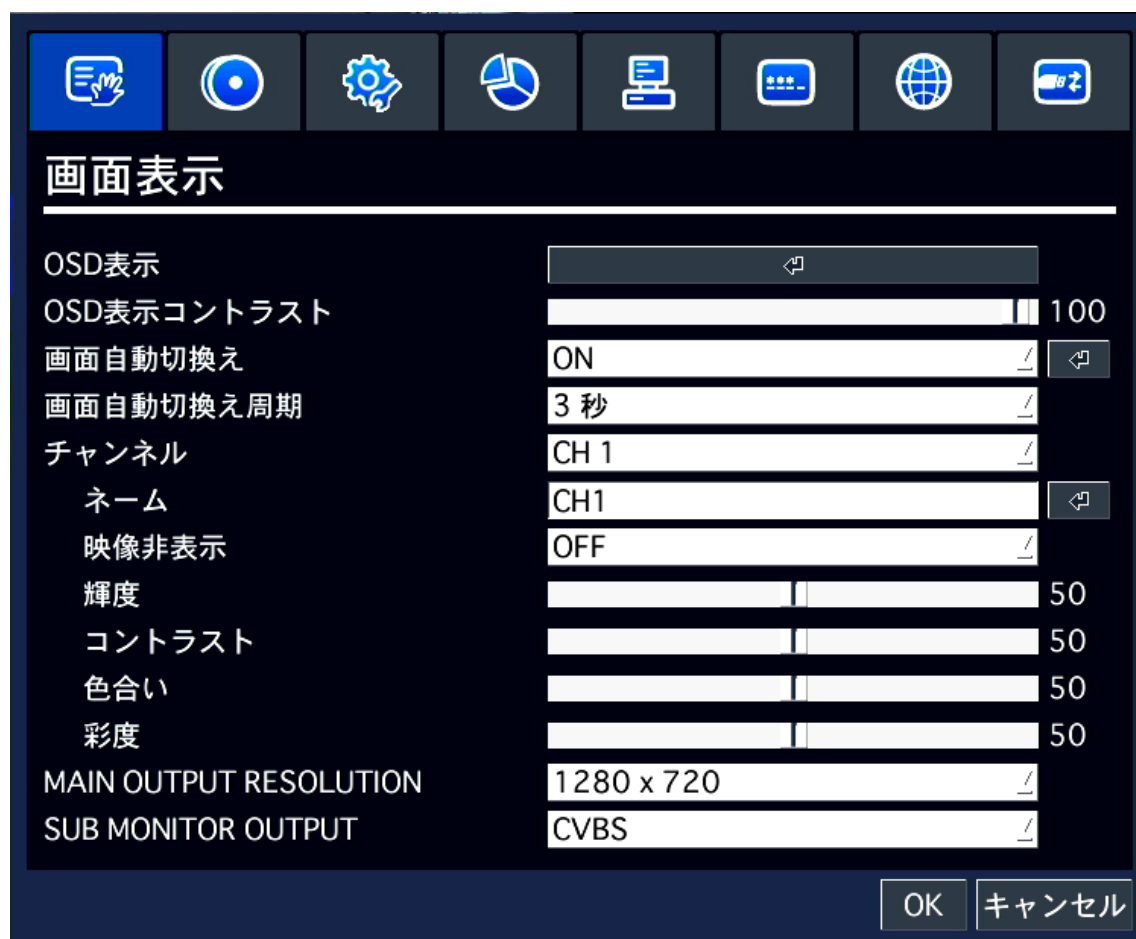 画面表示
OSD表示
OSD表示コントラスト 100
画面自動切換え ON
画面自動切換え周期 3 秒
チャンネル CH 1
ネーム CH1
映像非表示 OFF
輝度 50
コントラスト 50
色合い 50
彩度 50
MAIN OUTPUT RESOLUTION 1280 x 720
SUB MONITOR OUTPUT CVBS
OK キャンセル